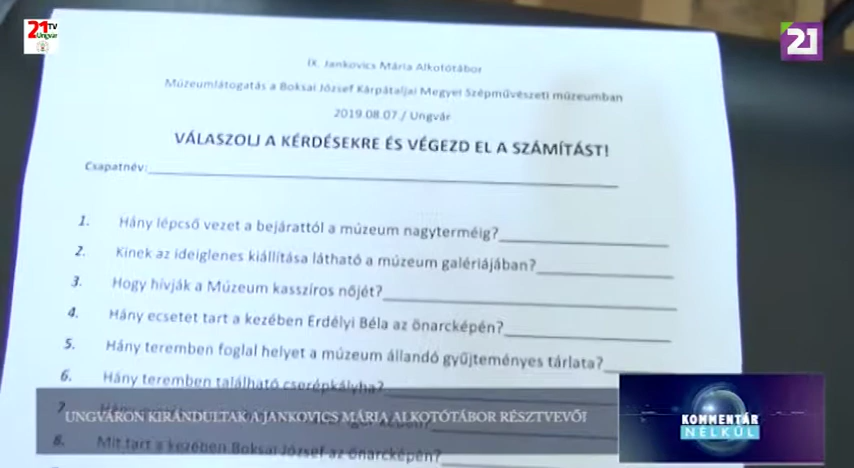 21 TV
Ungvár
21
IX. Jankovics Mária Alkotótábor
Múzeumlátogatás a Boksai József Kárpátaljai Megyei Szépművészeti múzeumban
2019.08.07 / Ungvár
VÁLASZOLJ A KÉRDÉSEKRE ÉS VÉGEZD EL A SZÁMÍTÁST!
Csapatnév:
1. Hány lépcső vezet a bejárattól a múzeum nagyterméig?
2. Kinek az ideiglenes kiállítása látható a múzeum galériájában?
3. Hogy hívják a Múzeum kasszíros nőjét?
4. Hány ecsetet tart a kezében Erdélyi Béla az önarcképén?
5. Hány teremben foglal helyet a múzeum állandó gyűjteményes tárlata?
6. Hány teremben található cserépkályha?
7.
UNGVÁRON KIRÁNDULTAK A JANKOVICS MÁRIA ALKOTÓTÁBOR RÉSZTVEVŐI
8. Mit tart a kezében Boksai József az önarcképén?
KOMMENTÁR
NÉLKÜL